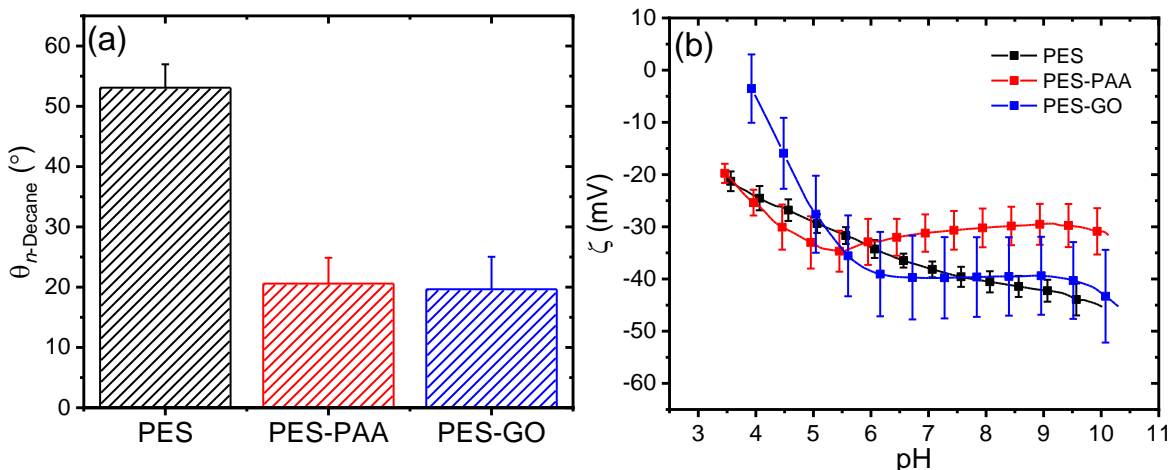 (a)
60
50
40
30
20
10
0
θn-Decane (°)
PES PES-PAA PES-GO
(b)
PES
PES-PAA
PES-GO
10
0
-10
-20
-30
-40
-50
-60
ζ (mV)
3 4 5 6 7 8 9 10 11
pH